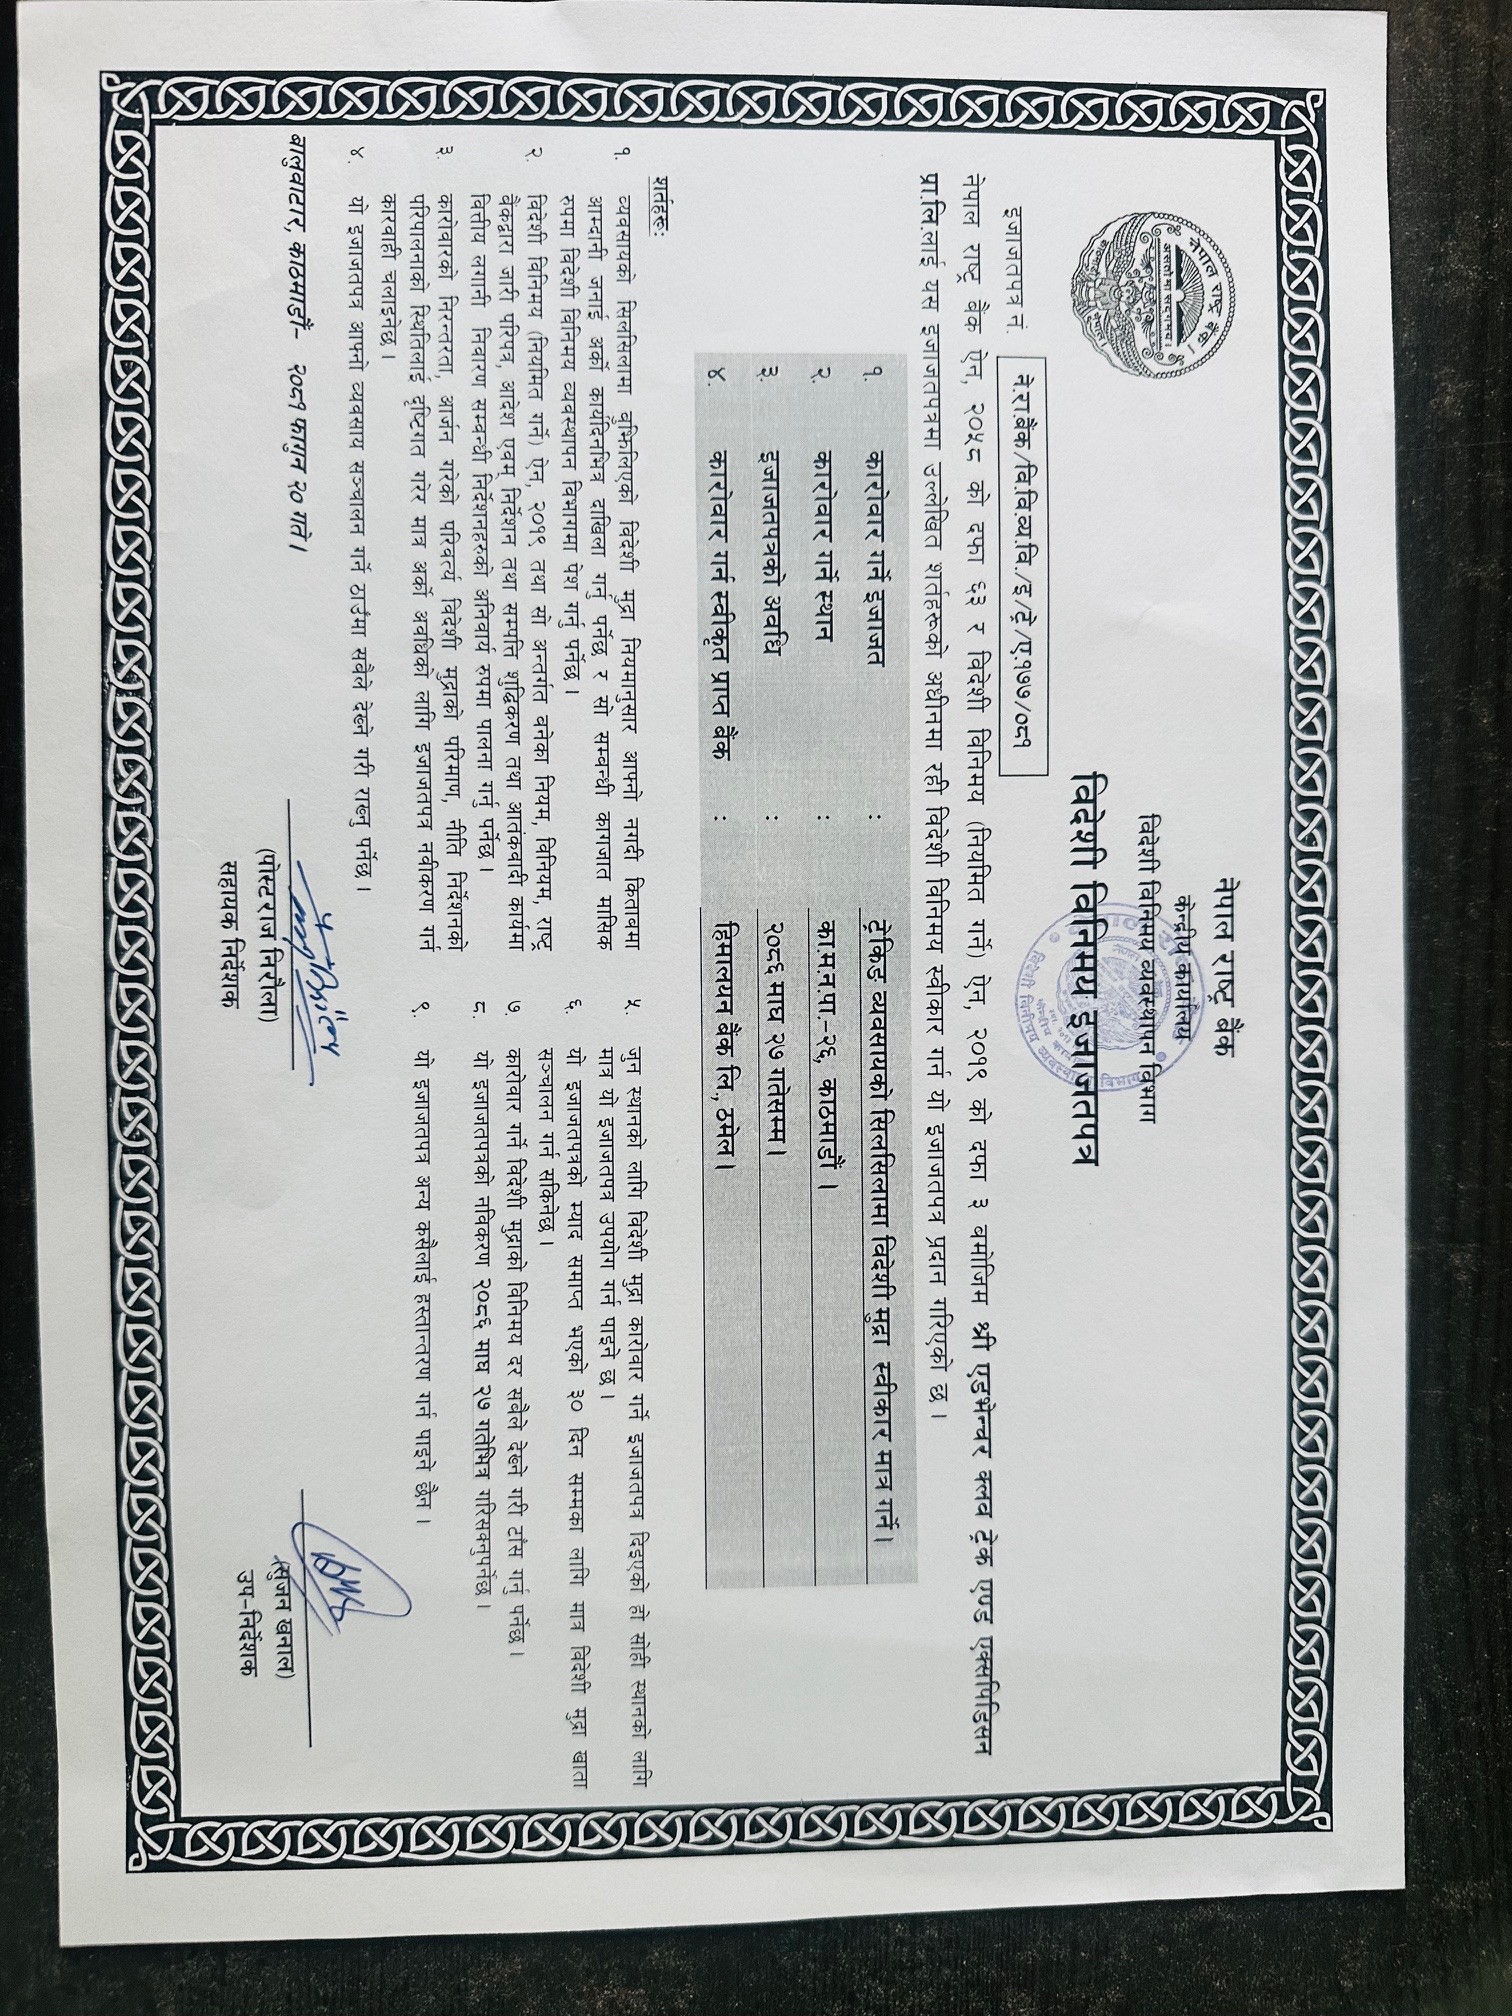 नेपाल राष्ट्र बैंक
केन्द्रीय कार्यालय
विदेशी विनिमय व्यवस्थापन विभाग
विदेशी विनिमय इजाजतपत्र
नेपाल राष्ट्र बैंक
इजाजतपत्र नं.
ने.रा.बैंक/वि.वि.व्य.वि./इ/ट्रे/ए.१७७/०८१
नेपाल राष्ट्र बैंक ऐन, २०५८ को दफा ६३ र विदेशी विनिमय (नियमित गर्ने) ऐन, २०१९ को दफा ३ बमोजिम श्री एडभेन्चर क्लव ट्रेक एण्ड एक्सपिडिसन
प्रा.लि.लाई यस इजाजतपत्रमा उल्लेखित शर्तहरुको अधीनमा रही विदेशी विनिमय स्वीकार गर्न यो इजाजतपत्र प्रदान गरिएको छ ।
१. कारोवार गर्ने इजाजत : ट्रेकिङ व्यवसायको सिलसिलामा विदेशी मुद्रा स्वीकार मात्र गर्ने ।
२. कारोवार गर्ने स्थान : का.म.न.पा.-२६, काठमाडौं ।
३. इजाजतपत्रको अवधि : २०८६ माघ २७ गतेसम्म ।
४. कारोवार गर्न स्वीकृत प्राप्त बैंक : हिमालयन बैंक लि., ठमेल ।
शर्तहरु:
१. व्यवसायको सिलसिलामा बुझिलिएको विदेशी मुद्रा नियमानुसार आफ्नो नगदी किताबमा
आम्दानी जनाई अर्को कार्यदिनभित्र दाखिला गर्नु पर्नेछ र सो सम्बन्धी कागजात मासिक
रुपमा विदेशी विनिमय व्यवस्थापन विभागमा पेश गर्नु पर्नेछ ।
२. विदेशी विनिमय (नियमित गर्ने) ऐन, २०१९ तथा सो अन्तर्गत बनेका नियम, विनियम, राष्ट्र
बैंकद्वारा जारी परिपत्र, आदेश एवम् निर्देशन तथा सम्पत्ति शुद्धिकरण तथा आतंकवादी कार्यमा
वित्तीय लगानी निवारण सम्बन्धी निर्देशनहरुको अनिवार्य रुपमा पालना गर्नु पर्नेछ ।
३. कारोवारको निरन्तरता, आर्जन गरेको परिवर्त्य विदेशी मुद्राको परिमाण, नीति निर्देशनको
परिपालनाको स्थितिलाई दृष्टिगत गरेर मात्र अर्को अवधिको लागि इजाजतपत्र नवीकरण गर्न
कारवाही चलाइनेछ ।
४. यो इजाजतपत्र आफ्नो व्यवसाय सञ्चालन गर्ने ठाउँमा सबैले देख्ने गरी राख्नु पर्नेछ ।
५. जुन स्थानको लागि विदेशी मुद्रा कारोवार गर्ने इजाजतपत्र दिइएको हो सोही स्थानको लागि
मात्र यो इजाजतपत्र उपयोग गर्न पाइने छ ।
६. यो इजाजतपत्रको म्याद समाप्त भएको ३० दिन सम्मका लागि मात्र विदेशी मुद्रा खाता
सञ्चालन गर्न सकिनेछ ।
७ कारोवार गर्ने विदेशी मुद्राको विनिमय दर सबैले देख्ने गरी टाँस गर्नु पर्नेछ ।
८. यो इजाजतपत्रको नविकरण २०८६ माघ २७ गतेभित्र गरिसक्नुपर्नेछ ।
९. यो इजाजतपत्र अन्य कसैलाई हस्तान्तरण गर्न पाइने छैन ।
बालुवाटार, काठमाडौं- २०८१ फागुन २० गते ।
(पोष्टराज निरौला)
सहायक निर्देशक
(सुजन खनाल)
उप-निर्देशक